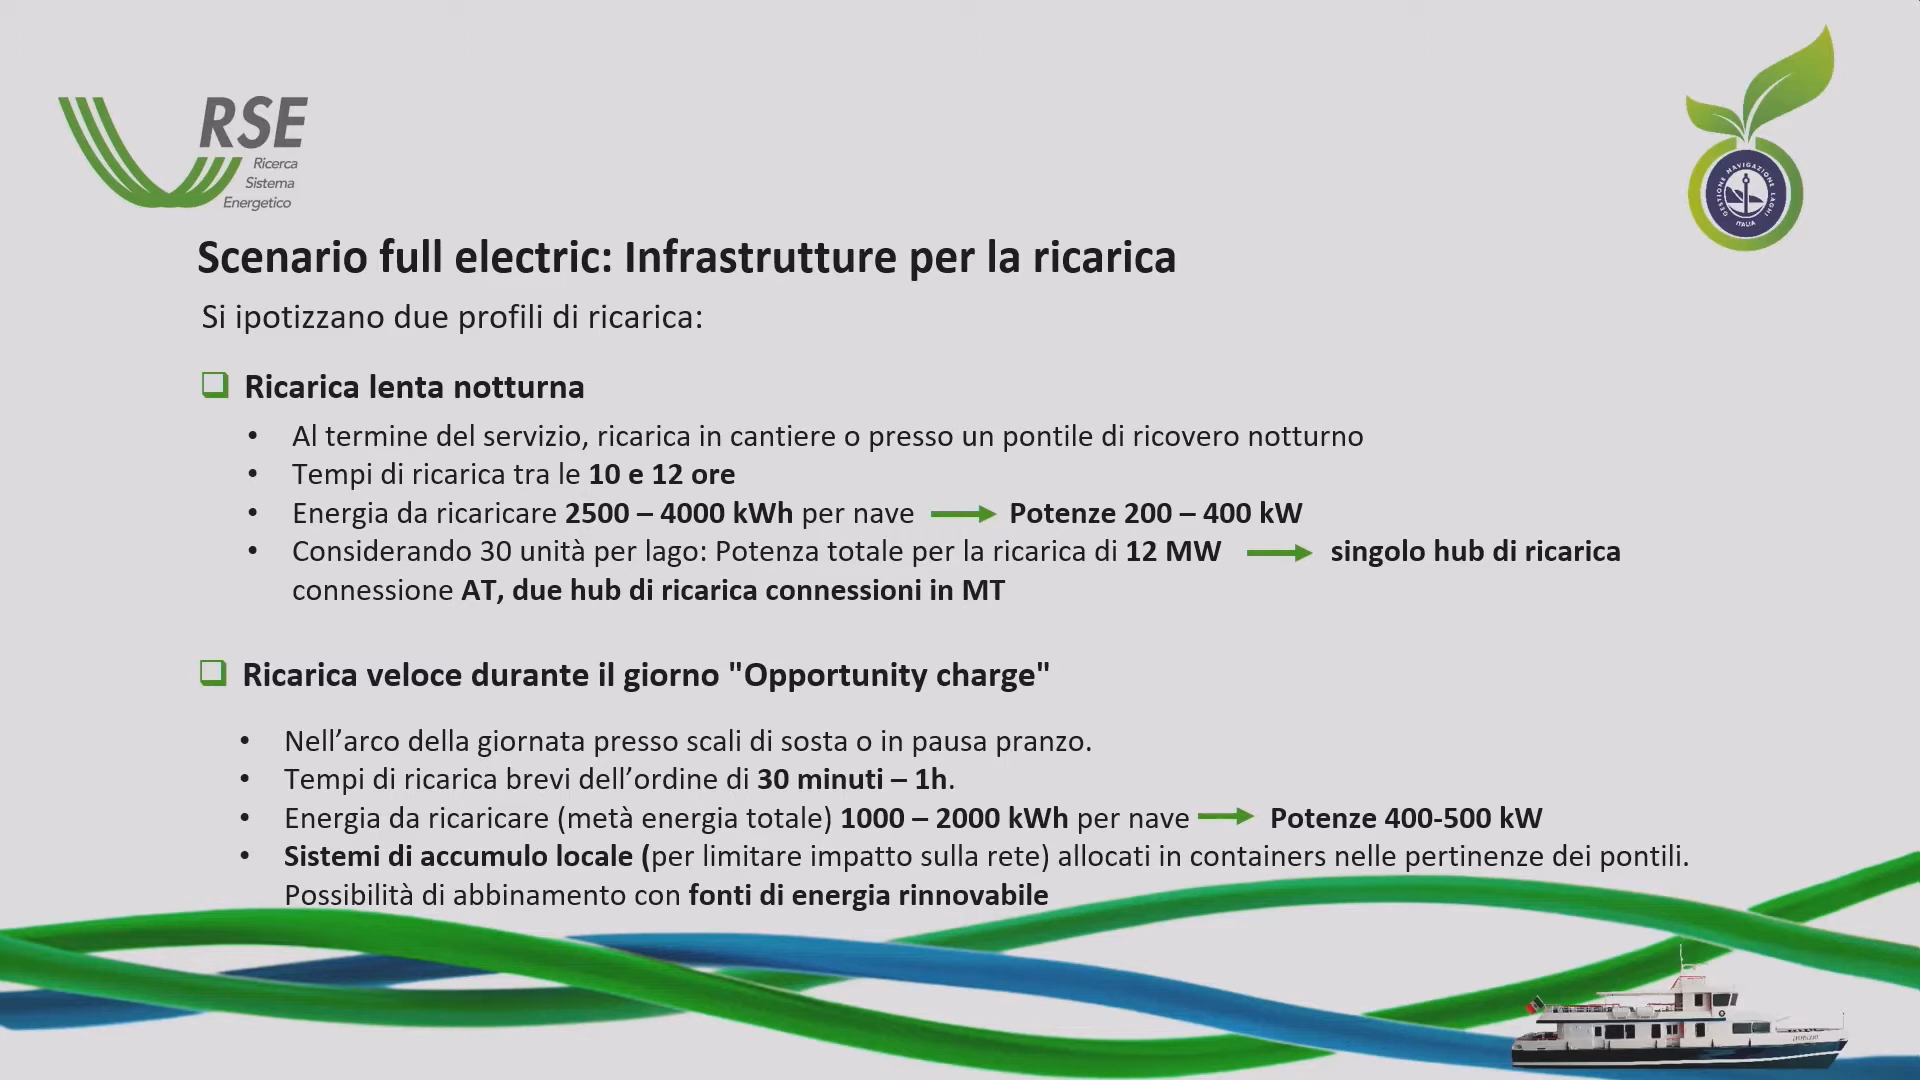 RSE
Ricerca
Sistema
Energetico
GESTIONE NAVIGAZIONE LAGHI
ITALIA
Scenario full electric: Infrastrutture per la ricarica
Si ipotizzano due profili di ricarica:
Ricarica lenta notturna
• Al termine del servizio, ricarica in cantiere o presso un pontile di ricovero notturno
• Tempi di ricarica tra le 10 e 12 ore
• Energia da ricaricare 2500 – 4000 kWh per nave Potenze 200 – 400 kW
• Considerando 30 unità per lago: Potenza totale per la ricarica di 12 MW singolo hub di ricarica
connessione AT, due hub di ricarica connessioni in MT
Ricarica veloce durante il giorno "Opportunity charge"
• Nell’arco della giornata presso scali di sosta o in pausa pranzo.
• Tempi di ricarica brevi dell’ordine di 30 minuti – 1h.
• Energia da ricaricare (metà energia totale) 1000 – 2000 kWh per nave Potenze 400-500 kW
• Sistemi di accumulo locale (per limitare impatto sulla rete) allocati in containers nelle pertinenze dei pontili.
Possibilità di abbinamento con fonti di energia rinnovabile